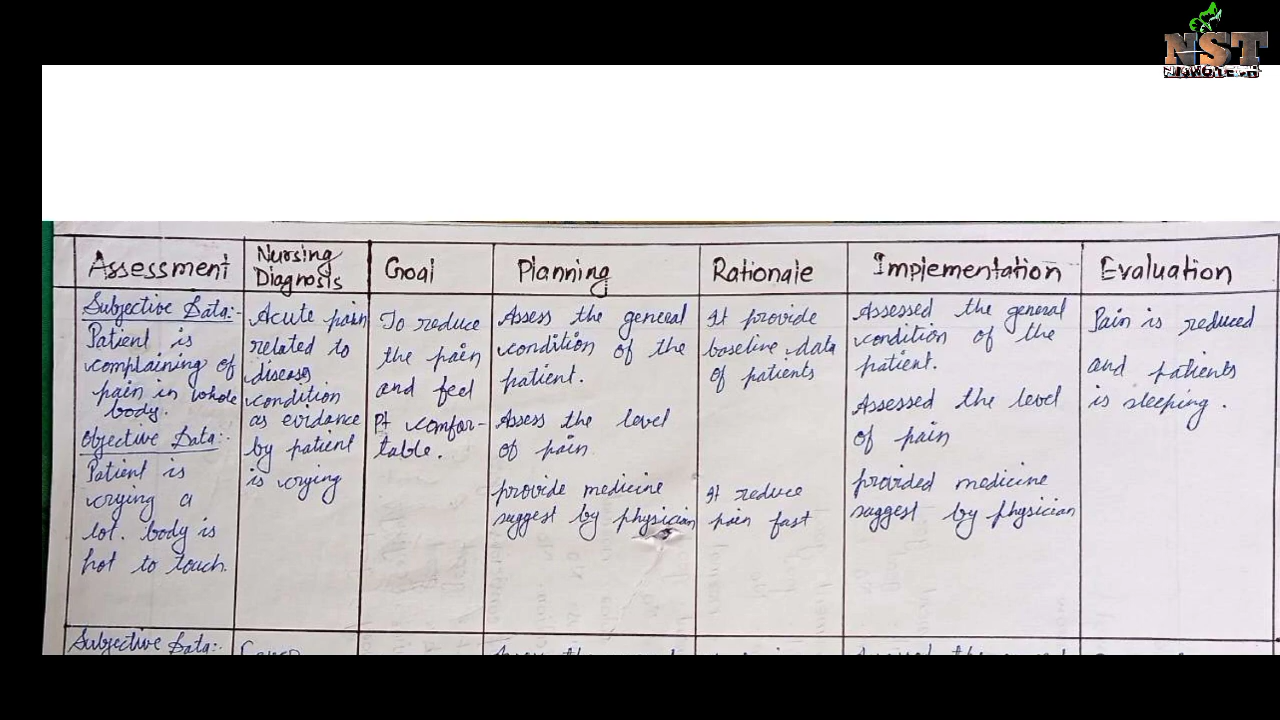 NST
Assessment
Nursing
Diagnosis
Goal
Planning
Rationale
Implementation
Evaluation
Subjective Data:-
Patient is
complaining of
pain in whole
body.
Objective Data:-
Patient is
crying a
lot. body is
hot to touch.
Acute pain
related to
disease
condition
as evidance
by patient
is crying
To reduce
the pain
and feel
Pt comfor-
table.
Assess the general
condition of the
patient.
Assess the level
of pain
provide medicine
suggest by physician
It provide
baseline data
of patients
It reduce
pain fast
Assessed the general
condition of the
patient.
Assessed the level
of pain
provided medicine
suggest by physician
Pain is reduced
and patients
is sleeping.
Subjective Data:-